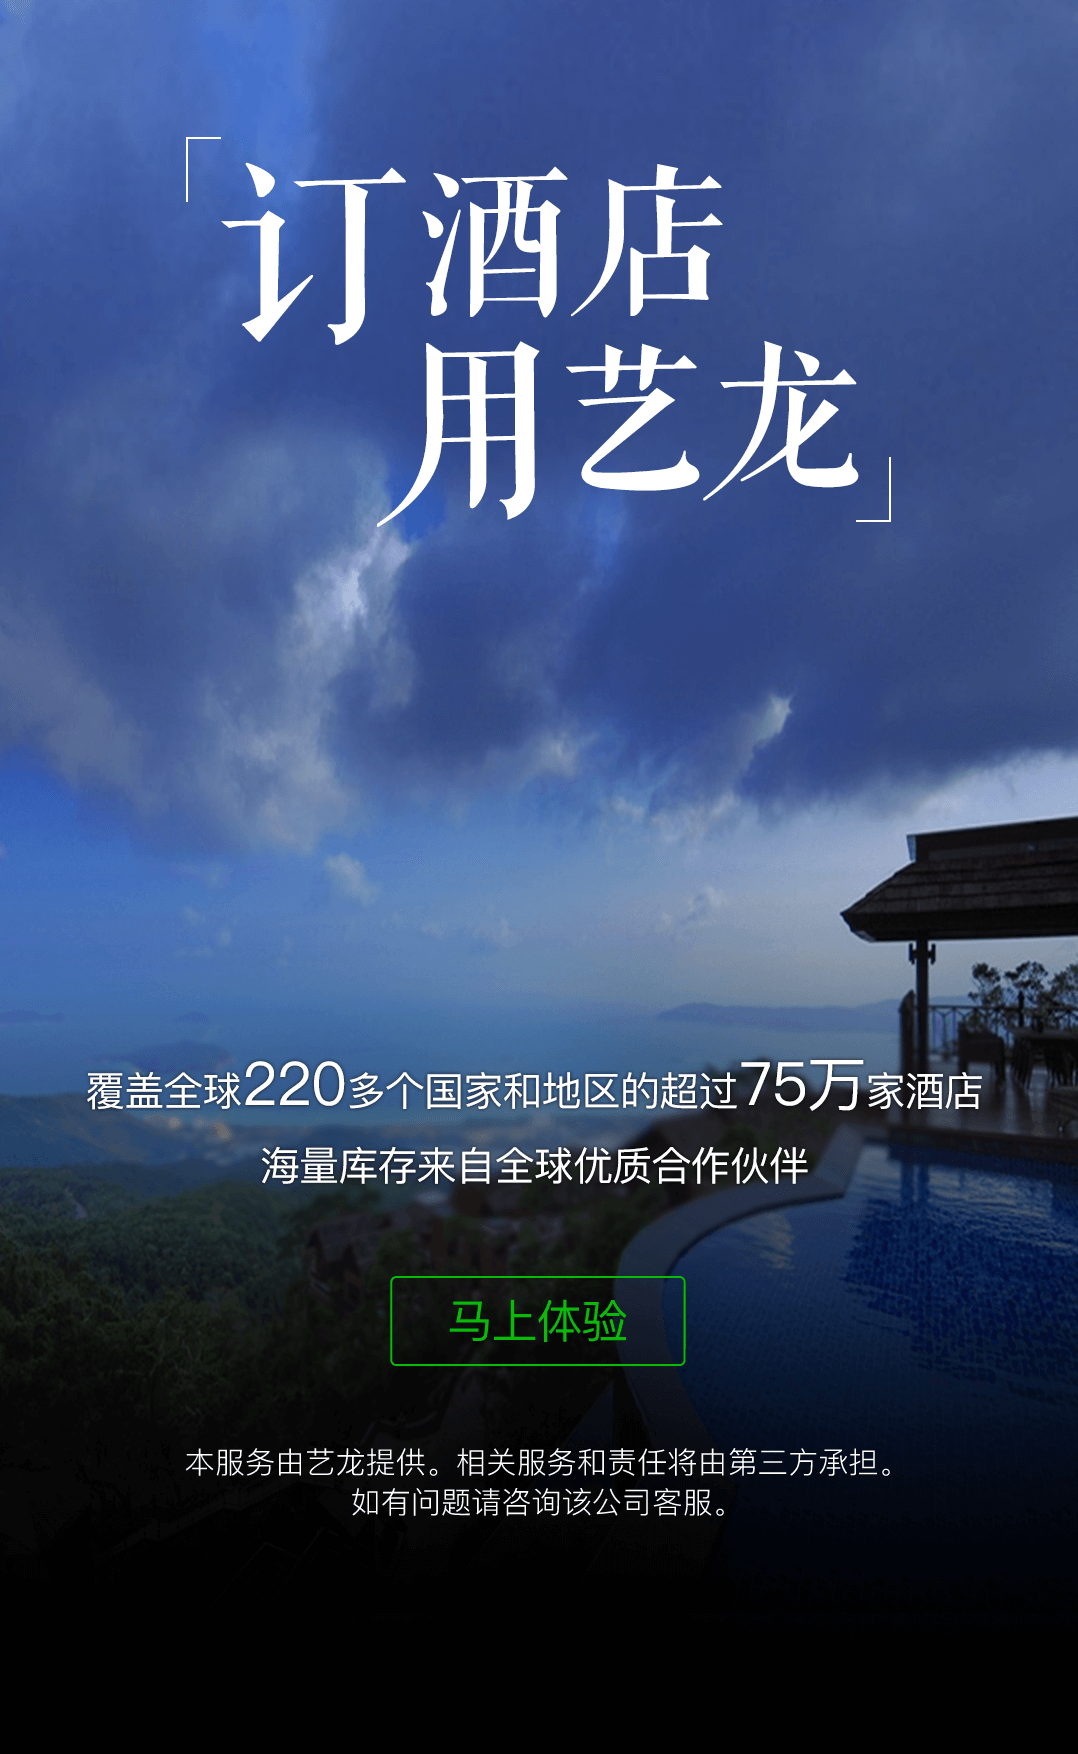 订酒店
用艺龙
覆盖全球220多个国家和地区的超过75万家酒店
海量库存来自全球优质合作伙伴
马上体验
本服务由艺龙提供。相关服务和责任将由第三方承担。
如有问题请咨询该公司客服。